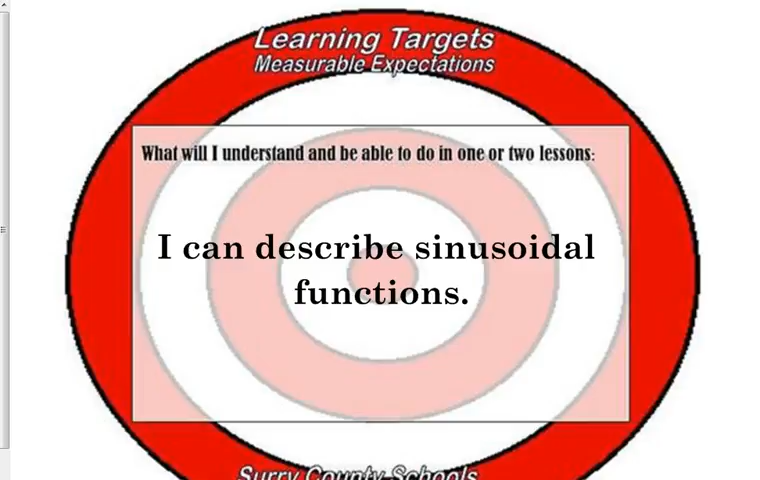 Learning Targets
Measurable Expectations
What will I understand and be able to do in one or two lessons:
I can describe sinusoidal
functions.
Surry County Schools